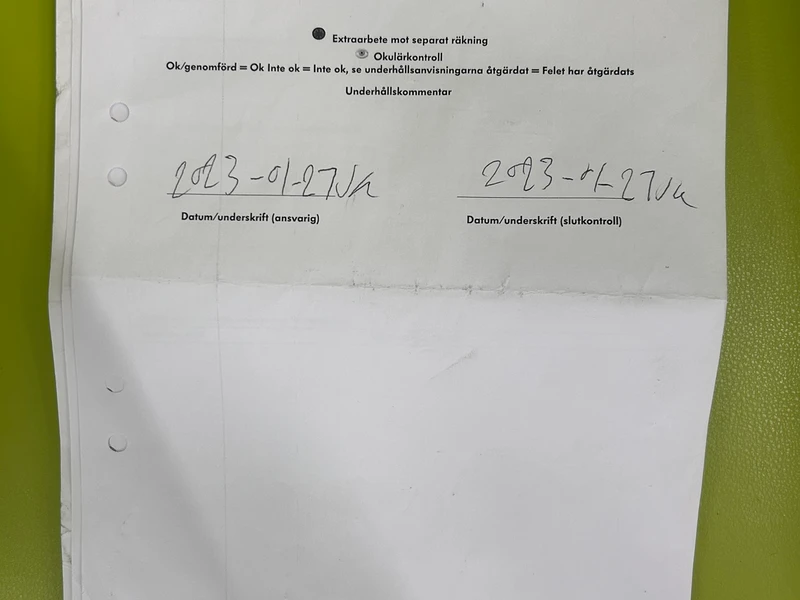 Extraarbete mot separat räkning
Okulärkontroll
Ok/genomförd = Ok Inte ok = Inte ok, se underhållsanvisningarna åtgärdat = Felet har åtgärdats
Underhållskommentar
2023-01-27 2023-01-27
Datum/underskrift (ansvarig) Datum/underskrift (slutkontroll)